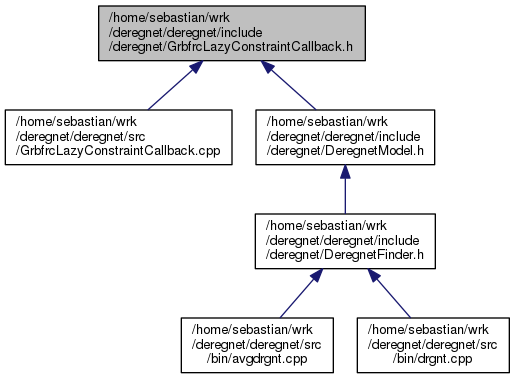 /home/sebastian/wrk
/deregnet/deregnet/include
/deregnet/GrbfrcLazyConstraintCallback.h
/home/sebastian/wrk
/deregnet/deregnet/src
/GrbfrcLazyConstraintCallback.cpp
/home/sebastian/wrk
/deregnet/deregnet/include
/deregnet/DeregnetModel.h
/home/sebastian/wrk
/deregnet/deregnet/include
/deregnet/DeregnetFinder.h
/home/sebastian/wrk
/deregnet/deregnet/src
/bin/avgdrgnt.cpp
/home/sebastian/wrk
/deregnet/deregnet/src
/bin/drgnt.cpp